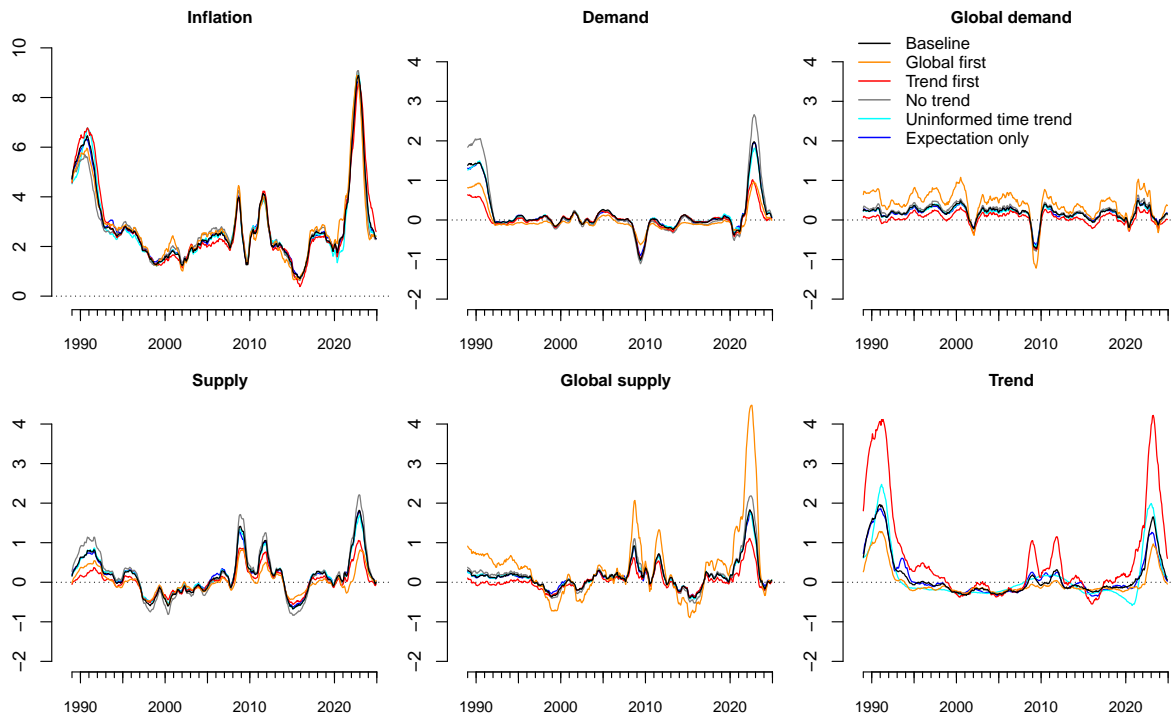 Inflation
Demand
Global demand
Baseline
Global first
Trend first
No trend
Uninformed time trend
Expectation only
0 2 4 6 8 10
−2 −1 0 1 2 3 4
−2 −1 0 1 2 3 4
1990 2000 2010 2020
1990 2000 2010 2020
1990 2000 2010 2020
Supply
Global supply
Trend
−2 −1 0 1 2 3 4
−2 −1 0 1 2 3 4
−2 −1 0 1 2 3 4
1990 2000 2010 2020
1990 2000 2010 2020
1990 2000 2010 2020